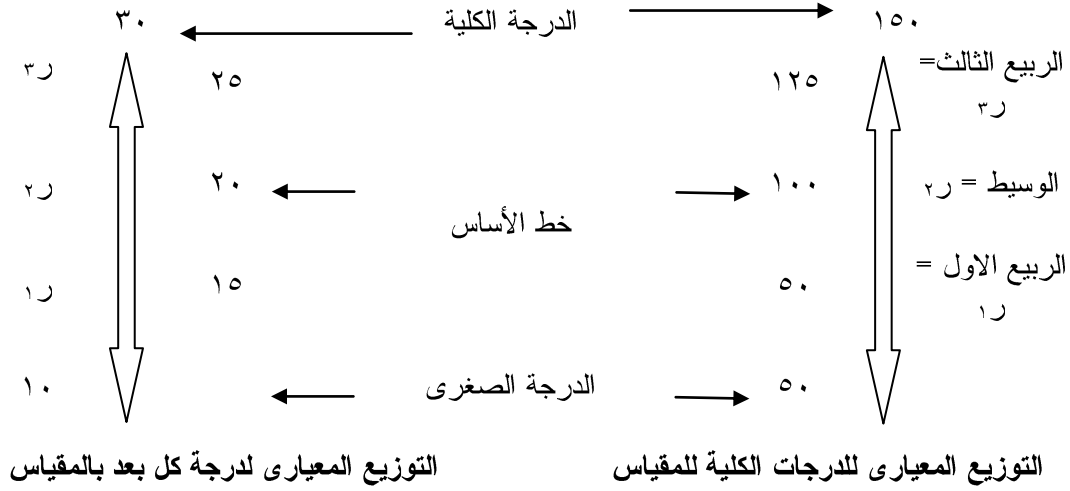 ١٥٠ الدرجة الكلية ٣٠
الربيع الثالث= ١٢٥ ٢٥ ر٣
ر٣
الوسيط = ر٢ ١٠٠ ٢٠ ر٢
خط الأساس
الربيع الاول = ٥٠ ١٥ ر١
ر١
٥٠ الدرجة الصغرى ١٠
التوزيع المعيارى للدرجات الكلية للمقياس التوزيع المعيارى لدرجة كل بعد بالمقياس